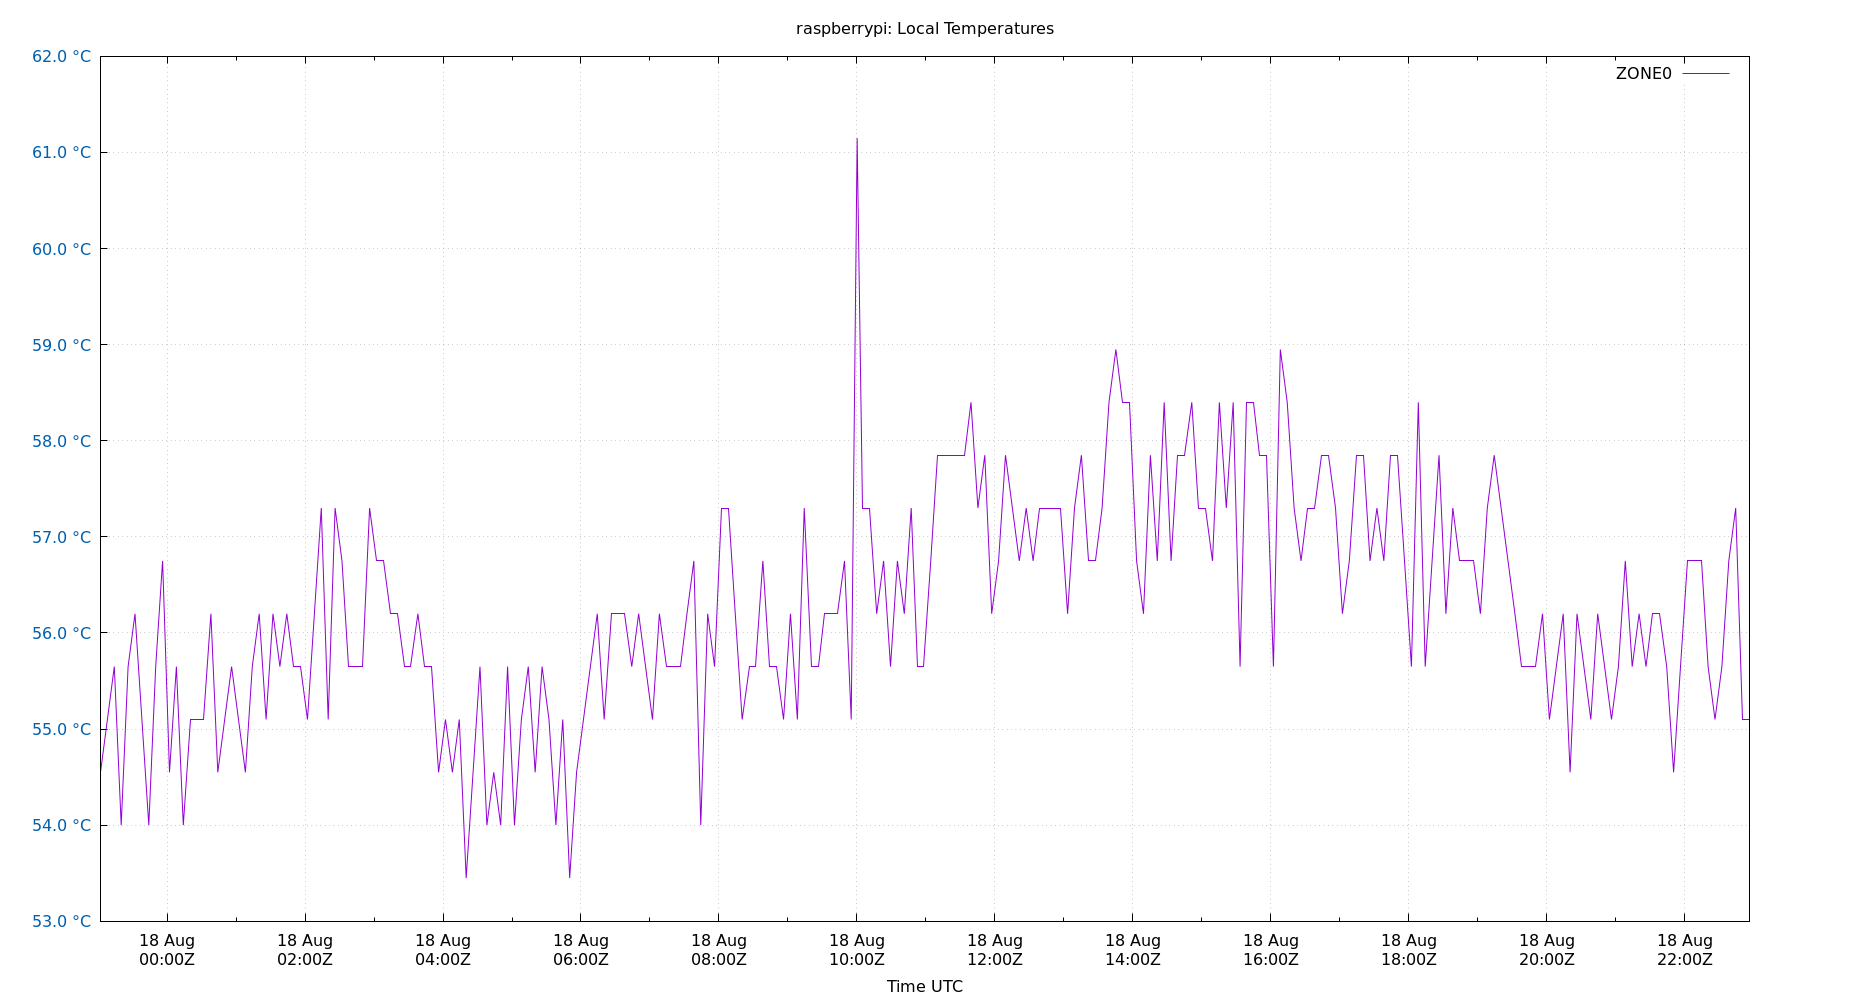 raspberrypi: Local Temperatures
ZONE0
62.0 °C
61.0 °C
60.0 °C
59.0 °C
58.0 °C
57.0 °C
56.0 °C
55.0 °C
54.0 °C
53.0 °C
18 Aug 18 Aug 18 Aug 18 Aug 18 Aug 18 Aug 18 Aug 18 Aug 18 Aug 18 Aug 18 Aug 18 Aug
00:00Z 02:00Z 04:00Z 06:00Z 08:00Z 10:00Z 12:00Z 14:00Z 16:00Z 18:00Z 20:00Z 22:00Z
Time UTC